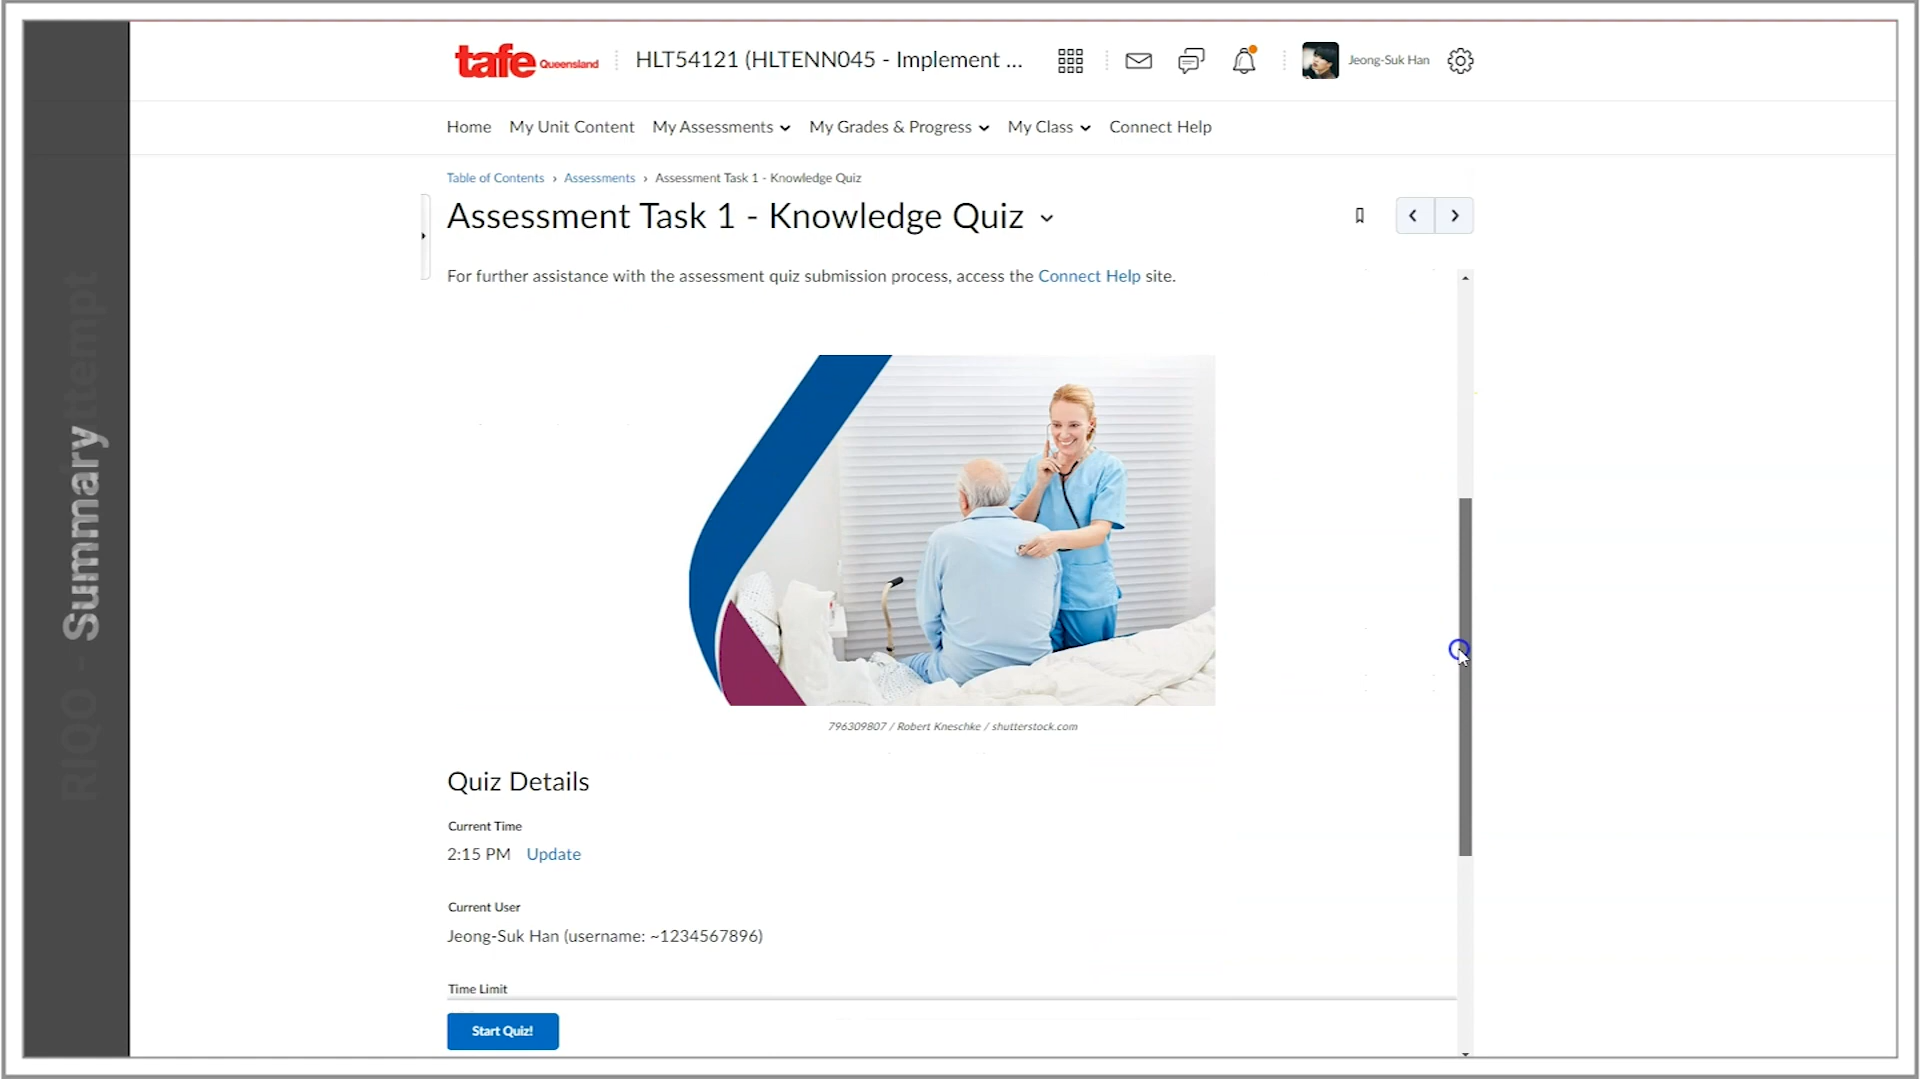 tafe Queensland
HLT54121 (HLTENN045 - Implement ...
Jeong-Suk Han
Home My Unit Content My Assessments My Grades & Progress My Class Connect Help
Table of Contents › Assessments › Assessment Task 1 - Knowledge Quiz
Assessment Task 1 - Knowledge Quiz
For further assistance with the assessment quiz submission process, access the Connect Help site.
796309807 / Robert Kneschke / shutterstock.com
Quiz Details
Current Time
2:15 PM Update
Current User
Jeong-Suk Han (username: ~1234567896)
Time Limit
Start Quiz!
Summary